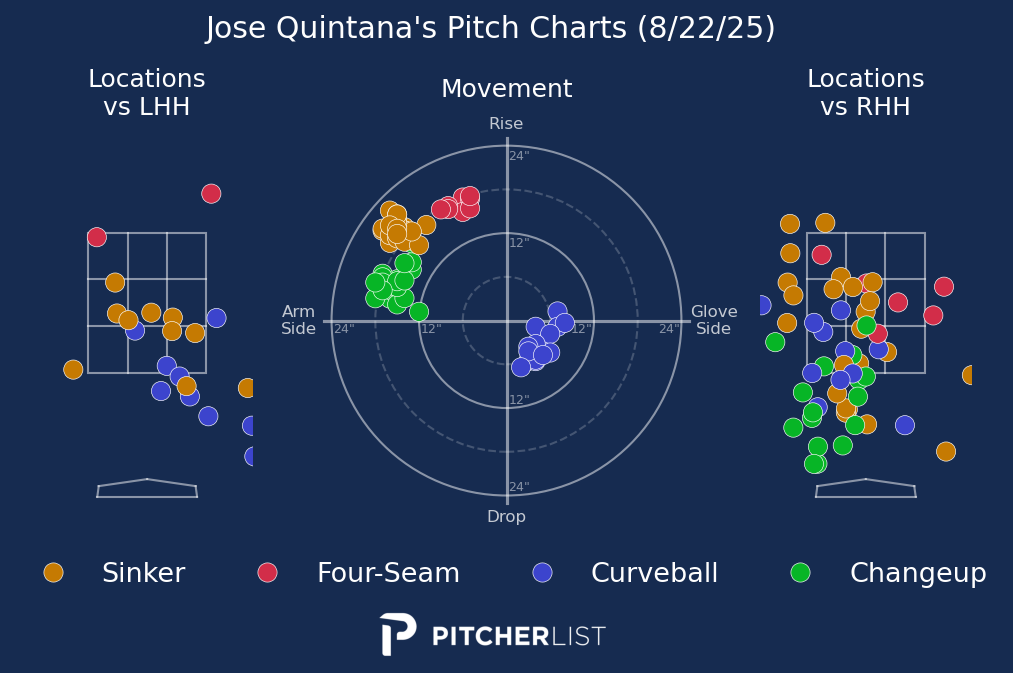 Jose Quintana's Pitch Charts (8/22/25)
Locations
vs LHH
Movement
Locations
vs RHH
Rise
24"
12"
Arm
Side
24"
12"
12"
24"
Glove
Side
12"
24"
Drop
Sinker
Four-Seam
Curveball
Changeup
PITCHERLIST